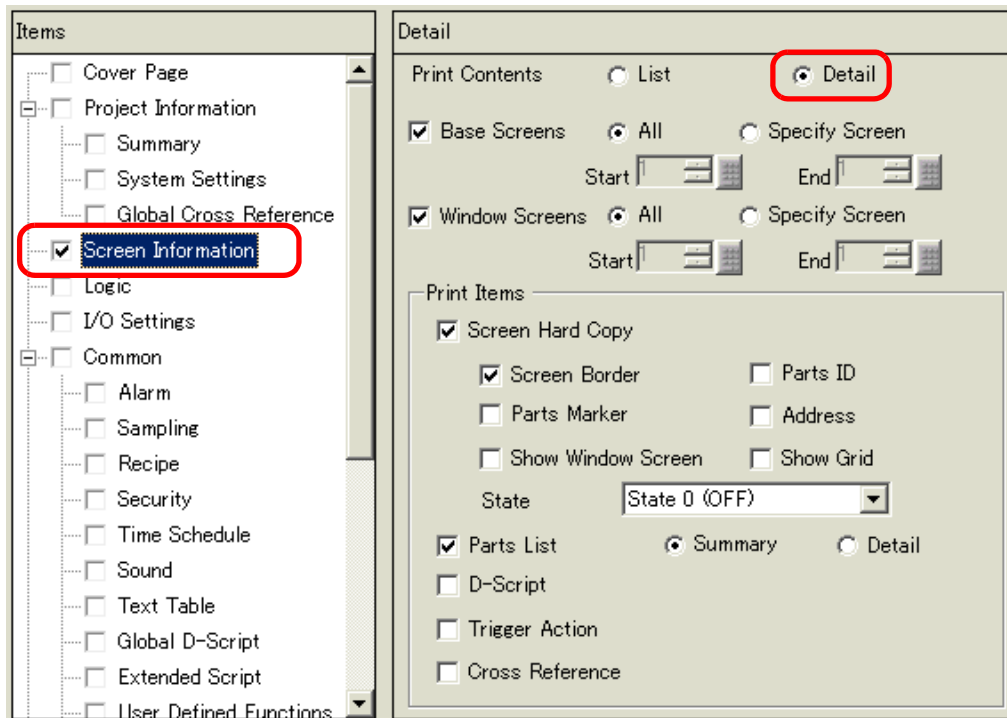 Items
Cover Page
Project Information
Summary
System Settings
Global Cross Reference
Screen Information
Logic
I/O Settings
Common
Alarm
Sampling
Recipe
Security
Time Schedule
Sound
Text Table
Global D-Script
Extended Script
User Defined Functions
Detail
Print Contents List Detail
Base Screens All Specify Screen
Start 1 End 1
Window Screens All Specify Screen
Start 1 End 1
Print Items
Screen Hard Copy
Screen Border Parts ID
Parts Marker Address
Show Window Screen Show Grid
State State 0 (OFF)
Parts List Summary Detail
D-Script
Trigger Action
Cross Reference